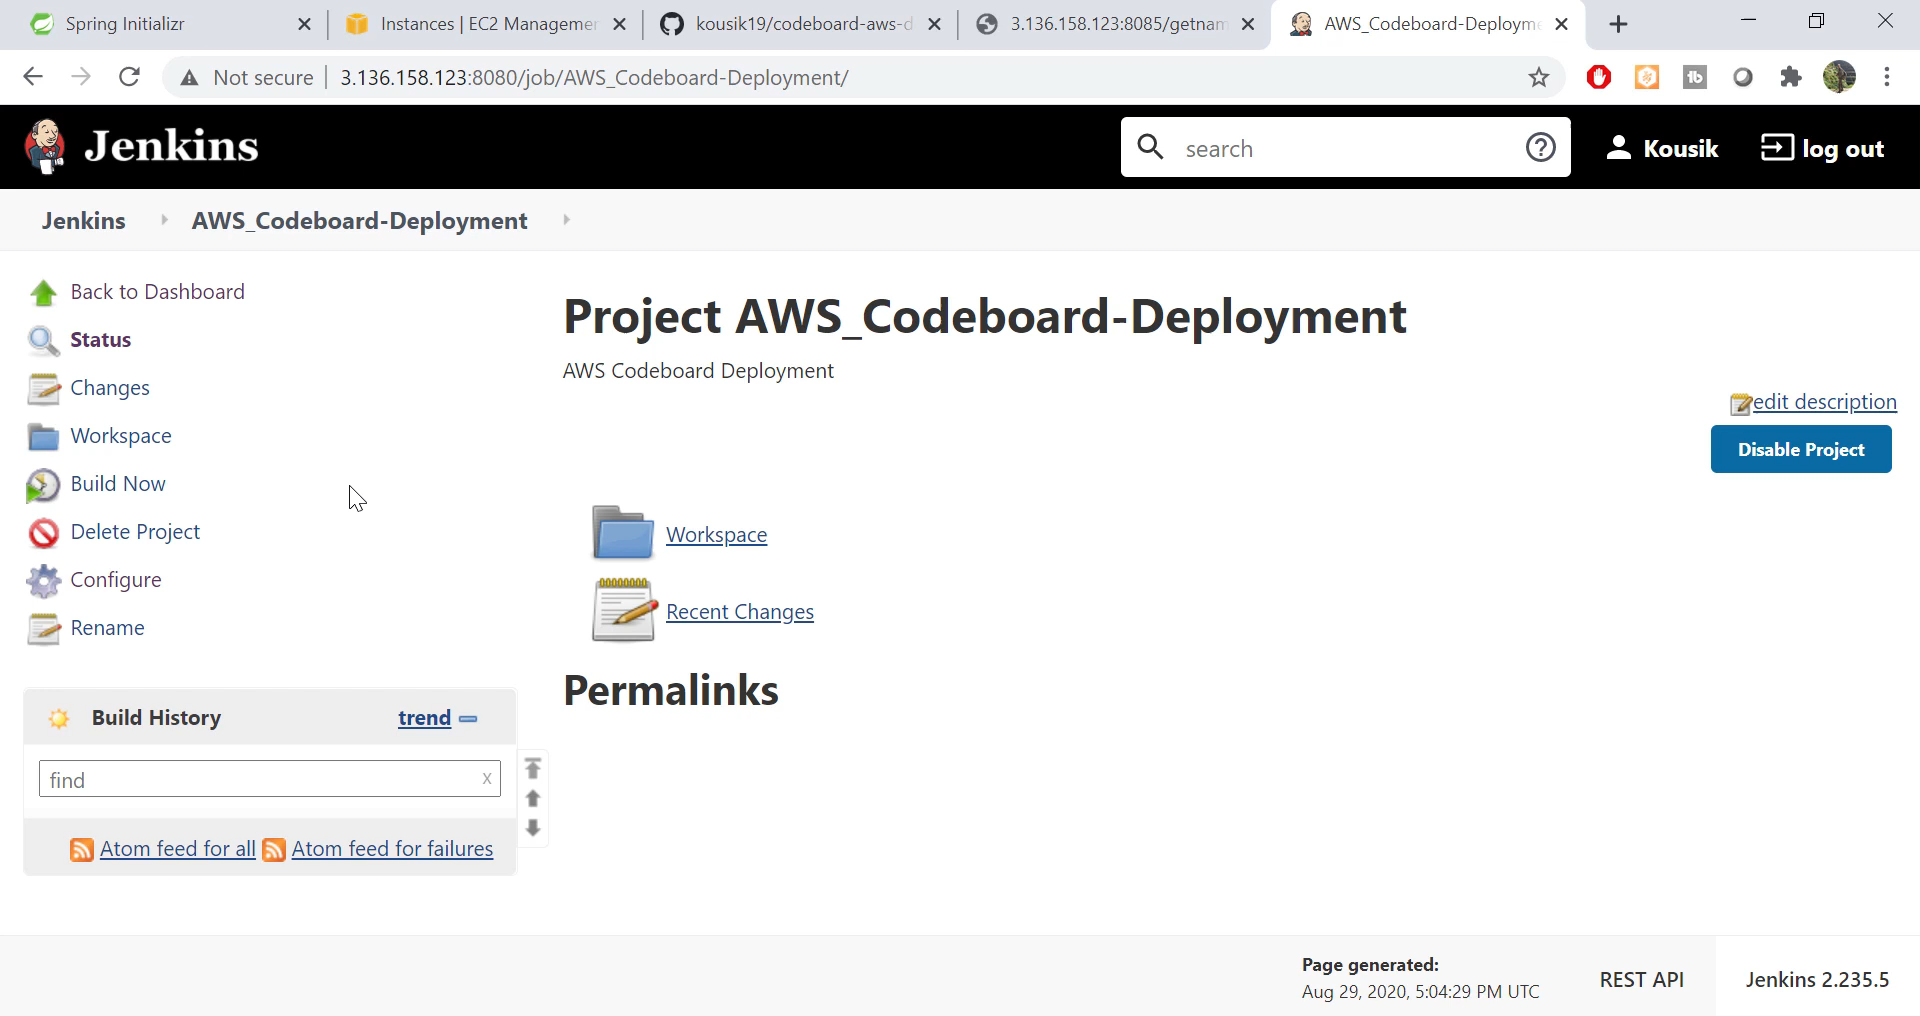 Spring Initializr
Instances | EC2 Managemen
kousik19/codeboard-aws-d
3.136.158.123:8085/getnam
AWS_Codeboard-Deployme
Not secure
3.136.158.123:8080/job/AWS_Codeboard-Deployment/
Jenkins
search
Kousik
log out
Jenkins
AWS_Codeboard-Deployment
Back to Dashboard
Status
Changes
Workspace
Build Now
Delete Project
Configure
Rename
Project AWS_Codeboard-Deployment
AWS Codeboard Deployment
edit description
Disable Project
Workspace
Recent Changes
Permalinks
Build History
trend
find
x
Atom feed for all
Atom feed for failures
Page generated:
Aug 29, 2020, 5:04:29 PM UTC
REST API
Jenkins 2.235.5